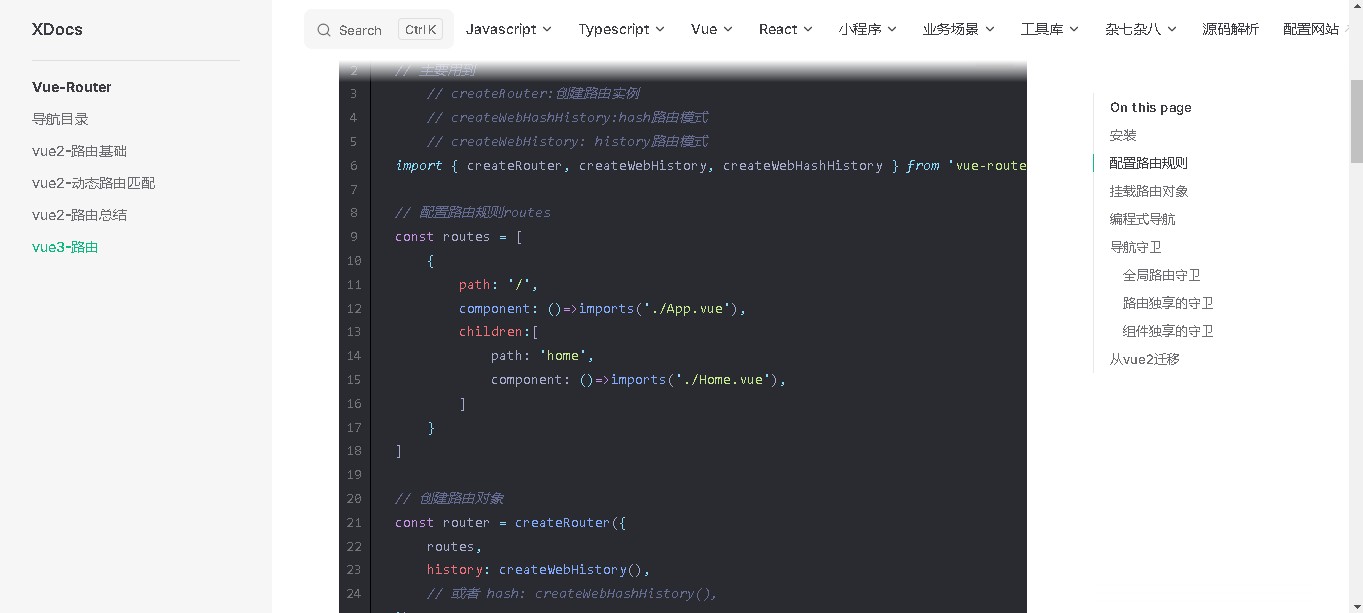 XDocs
Search Ctrl K Javascript Typescript Vue React 小程序 业务场景 工具库 杂七杂八 源码解析 配置网站
Vue-Router
导航目录
vue2-路由基础
vue2-动态路由匹配
vue2-路由总结
vue3-路由
2 // 主要用到
3 // createRouter:创建路由实例
4 // createWebHashHistory:hash路由模式
5 // createWebHistory: history路由模式
6 import { createRouter, createWebHistory, createWebHashHistory } from 'vue-route
7
8 // 配置路由规则routes
9 const routes = [
10 {
11 path: '/',
12 component: ()=>imports('./App.vue'),
13 children:[
14 path: 'home',
15 component: ()=>imports('./Home.vue'),
16 ]
17 }
18 ]
19
20 // 创建路由对象
21 const router = createRouter({
22 routes,
23 history: createWebHistory(),
24 // 或者 hash: createWebHashHistory(),
On this page
安装
配置路由规则
挂载路由对象
编程式导航
导航守卫
全局路由守卫
路由独享的守卫
组件独享的守卫
从vue2迁移